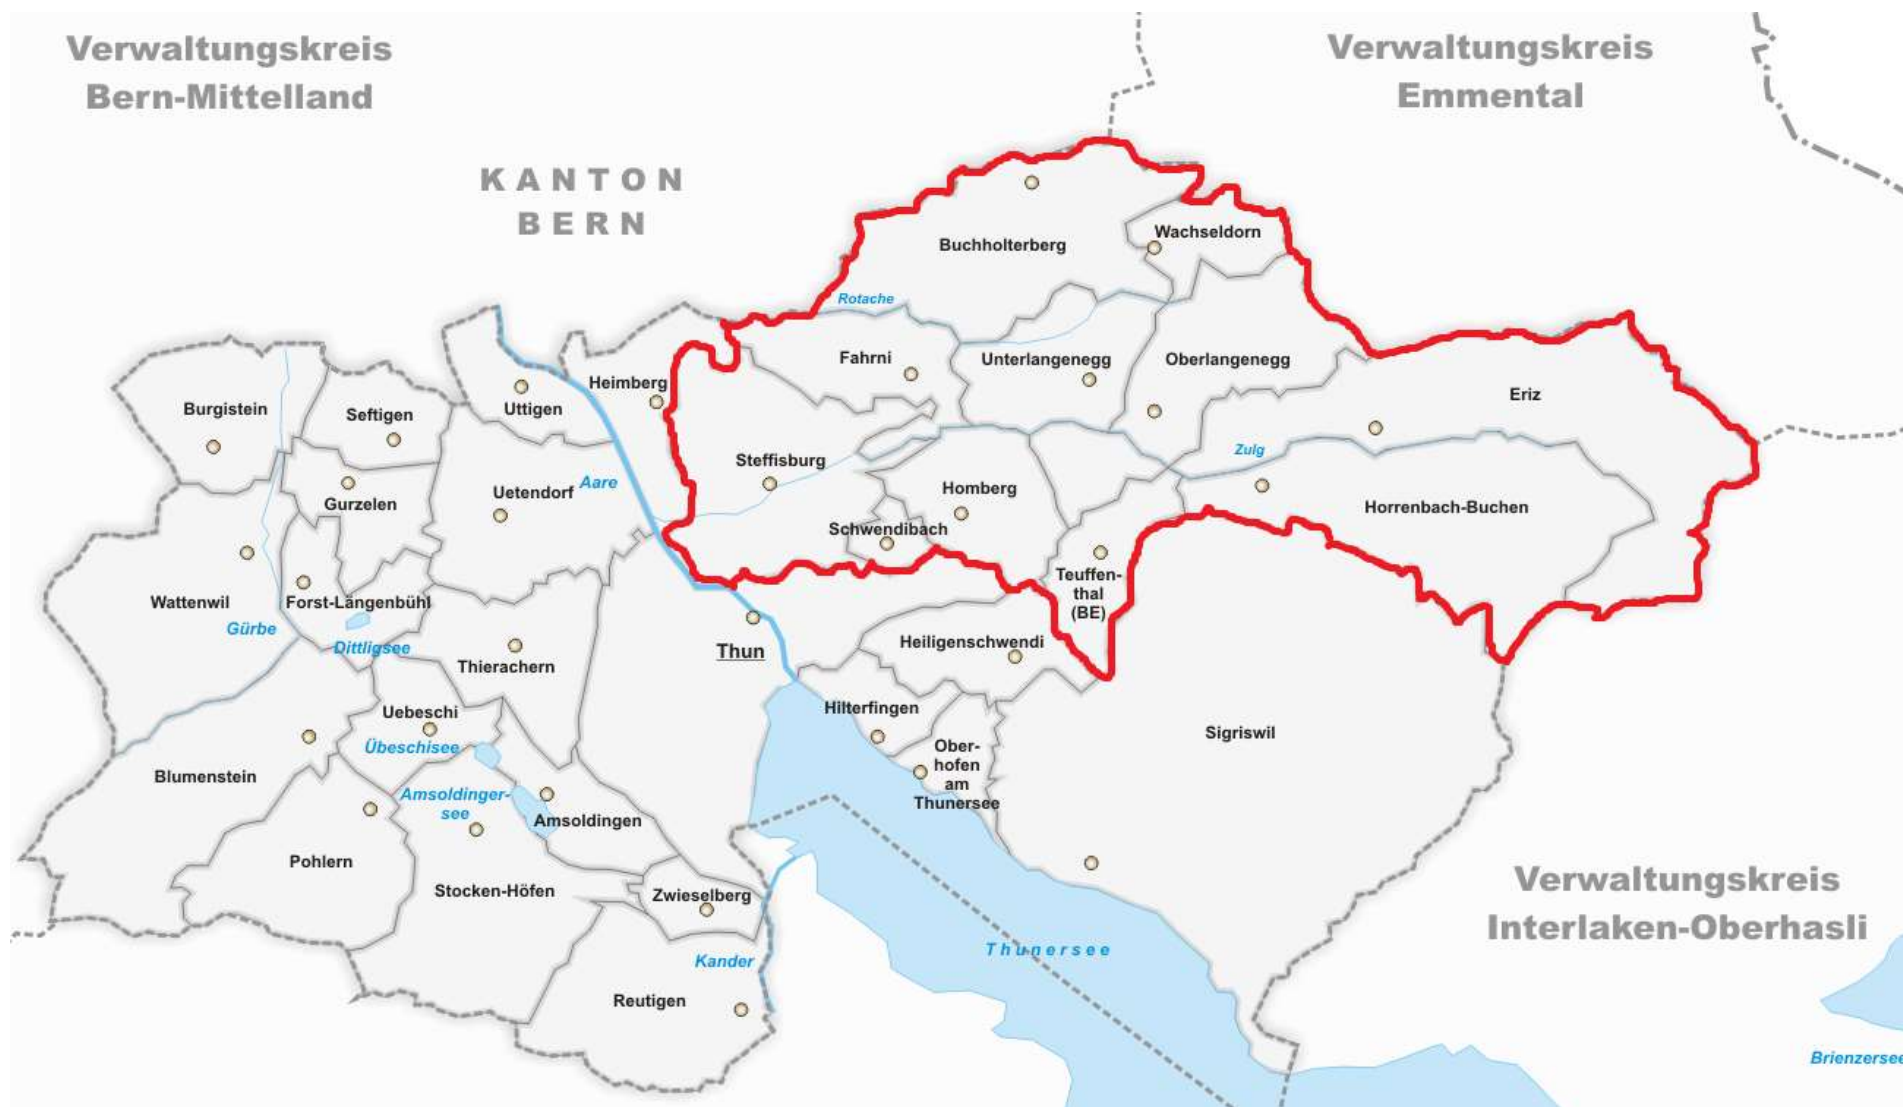 Verwaltungskreis
Bern-Mittelland
Verwaltungskreis
Emmental
KANTON
BERN
Buchholterberg
Wachseldorn
Rotache
Fahrni
Unterlangenegg
Oberlangenegg
Heimberg
Eriz
Burgistein
Seftigen
Uttigen
Steffisburg
Zulg
Aare
Uetendorf
Gurzelen
Homberg
Horrenbach-Buchen
Schwendibach
Teuffen-
thal
(BE)
Wattenwil
Forst-Längenbühl
Gürbe
Dittligsee
Thierachern
Thun
Heiligenschwendi
Uebeschi
Übeschisee
Hilterfingen
Sigriswil
Ober-
hofen
am
Thunersee
Blumenstein
Amsoldinger-
see
Amsoldingen
Pohlern
Stocken-Höfen
Zwieselberg
Verwaltungskreis
Interlaken-Oberhasli
Thunersee
Kander
Reutigen
Brienzersee